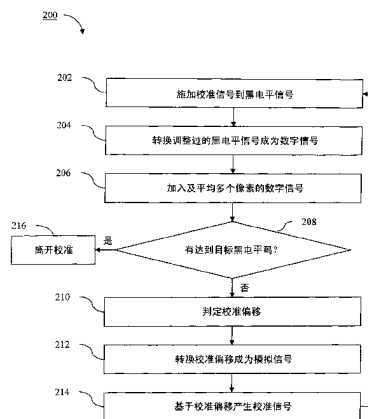 200
202
施加校准信号到黑电平信号
204
转换调整过的黑电平信号成为数字信号
206
加入及平均多个像素的数字信号
216
208
离开校准
是
有达到目标黑电平吗?
否
210
判定校准偏移
212
转换校准偏移成为模拟信号
214
基于校准偏移产生校准信号